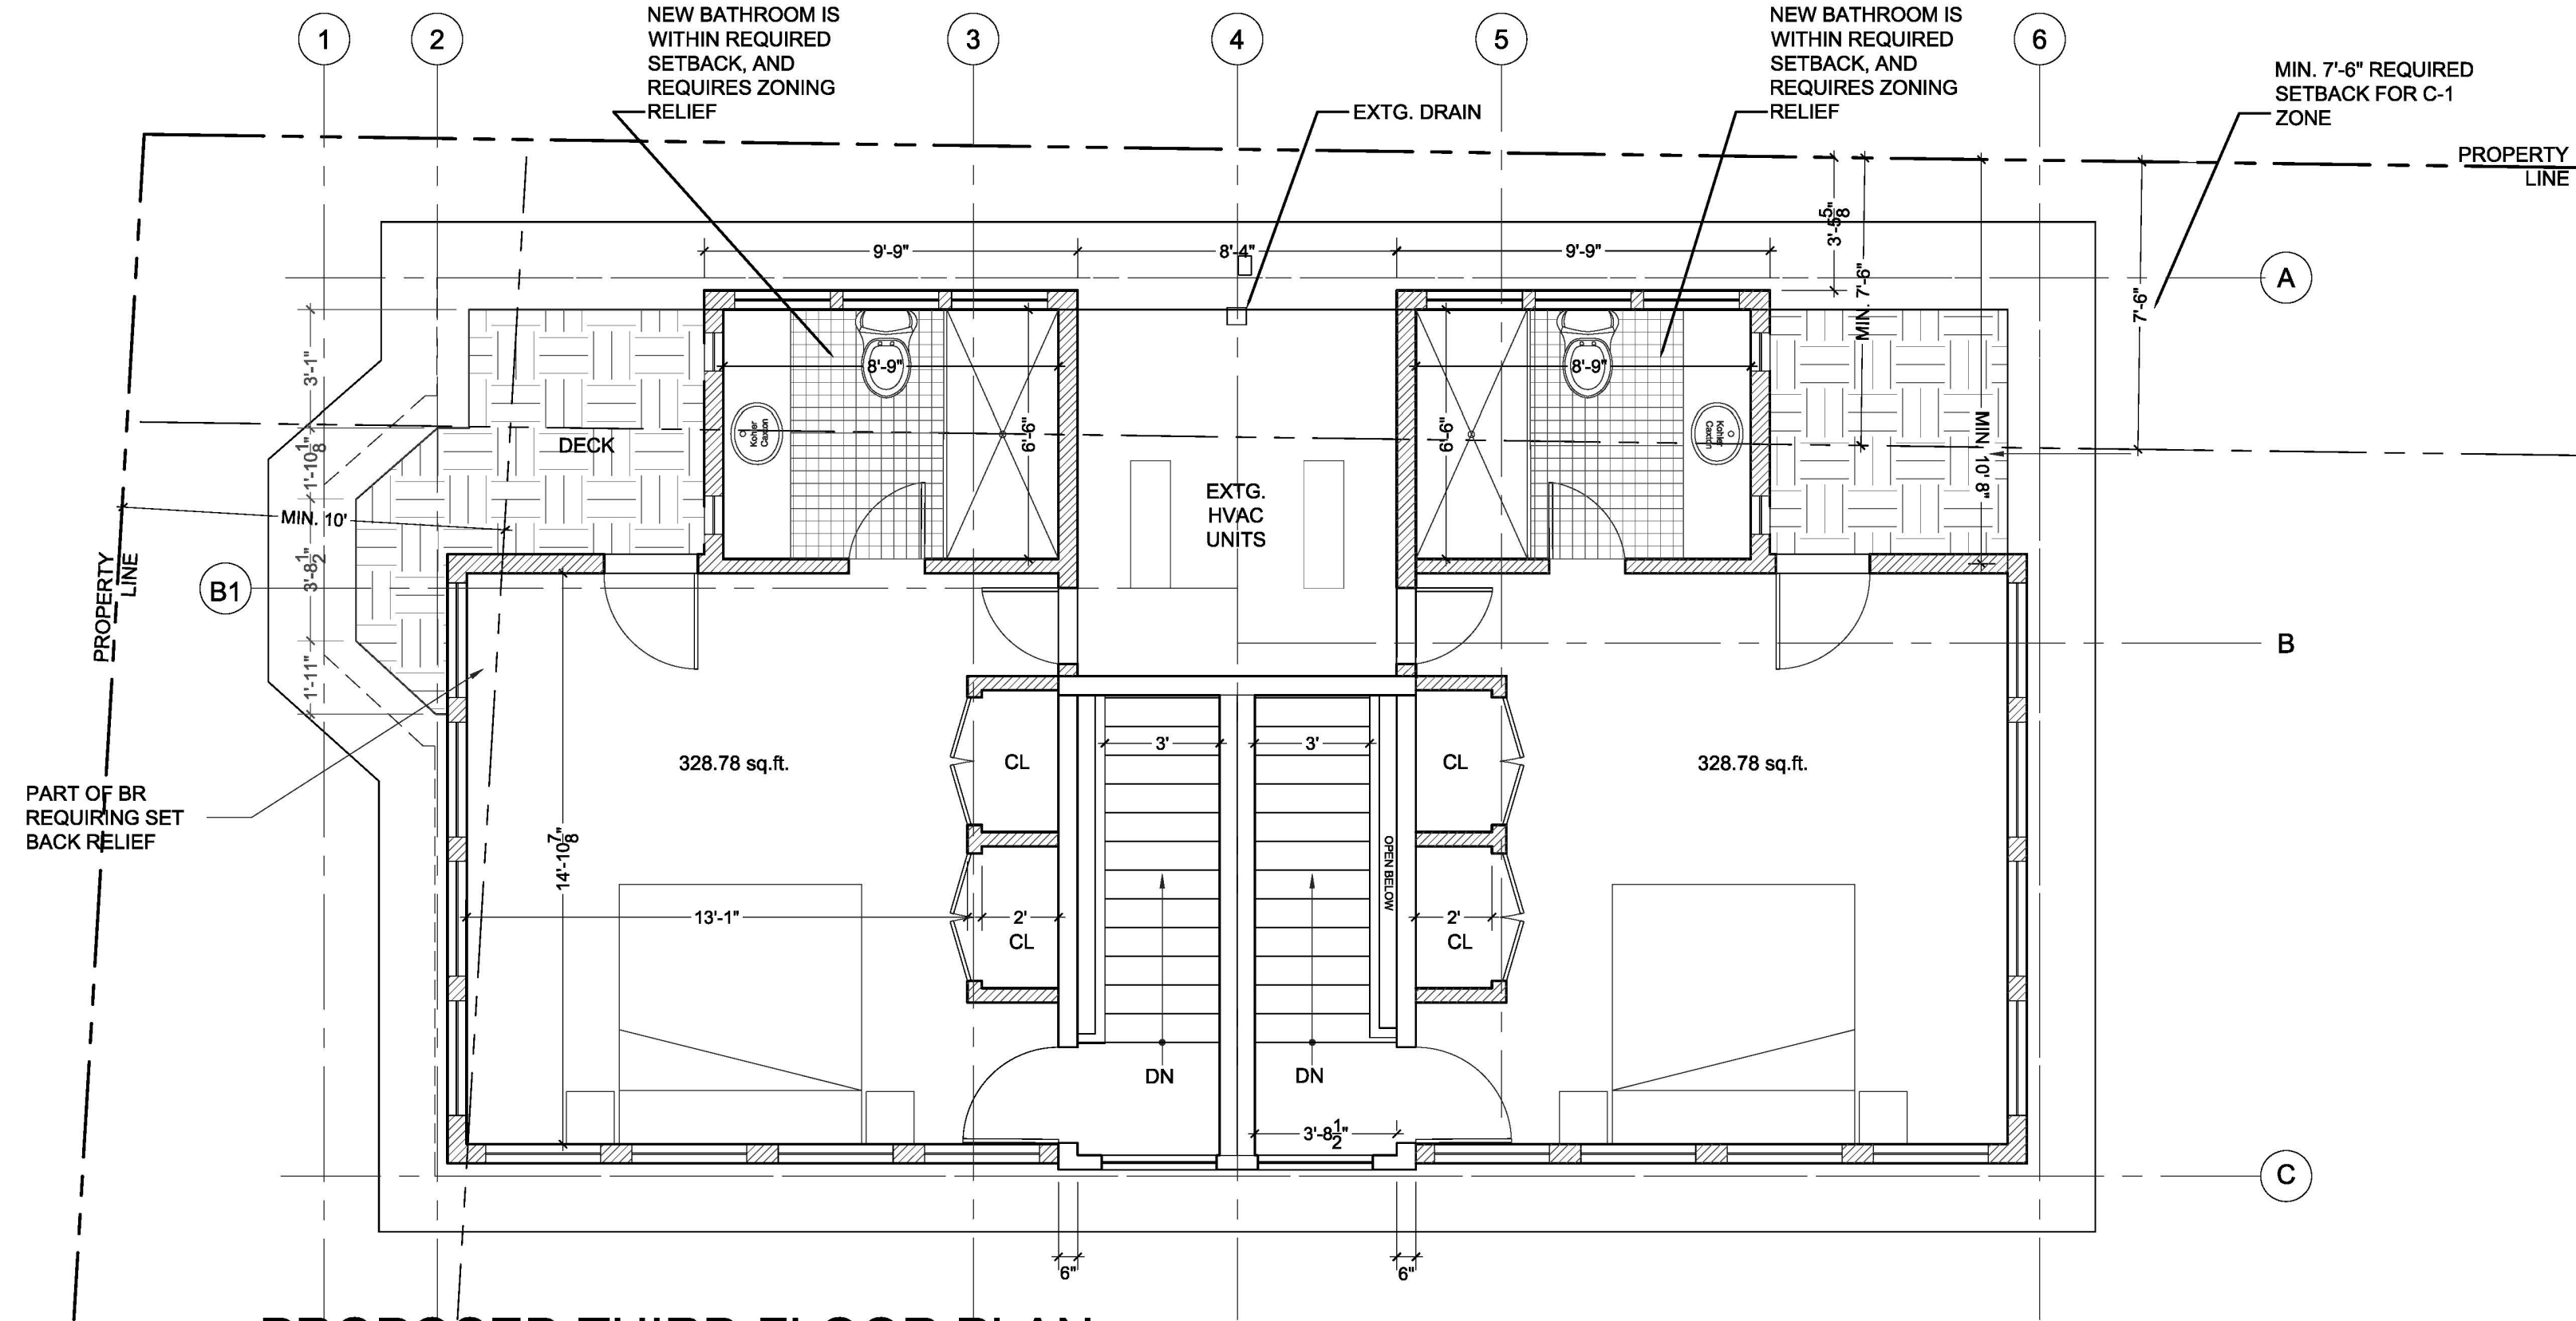 1
2
3
4
5
6
NEW BATHROOM IS
WITHIN REQUIRED
SETBACK, AND
REQUIRES ZONING
RELIEF
NEW BATHROOM IS
WITHIN REQUIRED
SETBACK, AND
REQUIRES ZONING
RELIEF
EXTG. DRAIN
MIN. 7'-6" REQUIRED
SETBACK FOR C-1
ZONE
PROPERTY
LINE
9'-9"
8'-4"
9'-9"
3'-5 5/8"
MIN. 7'-6"
7'-6"
MIN. 10' 8"
A
3'-1"
1'-10 1/8"
3'-8 1/2"
1'-11"
DECK
MIN. 10'
8'-9"
6'-6"
Kohler
Caxton
8'-9"
6'-6"
Kohler
Caxton
EXTG.
HVAC
UNITS
PROPERTY
LINE
B1
B
PART OF BR
REQUIRING SET
BACK RELIEF
328.78 sq.ft.
CL
3'
3'
CL
328.78 sq.ft.
14'-10 7/8"
13'-1"
2'
CL
OPEN BELOW
2'
CL
DN
DN
3'-8 1/2"
C
6"
6"
PROPOSED THIRD FLOOR PLAN